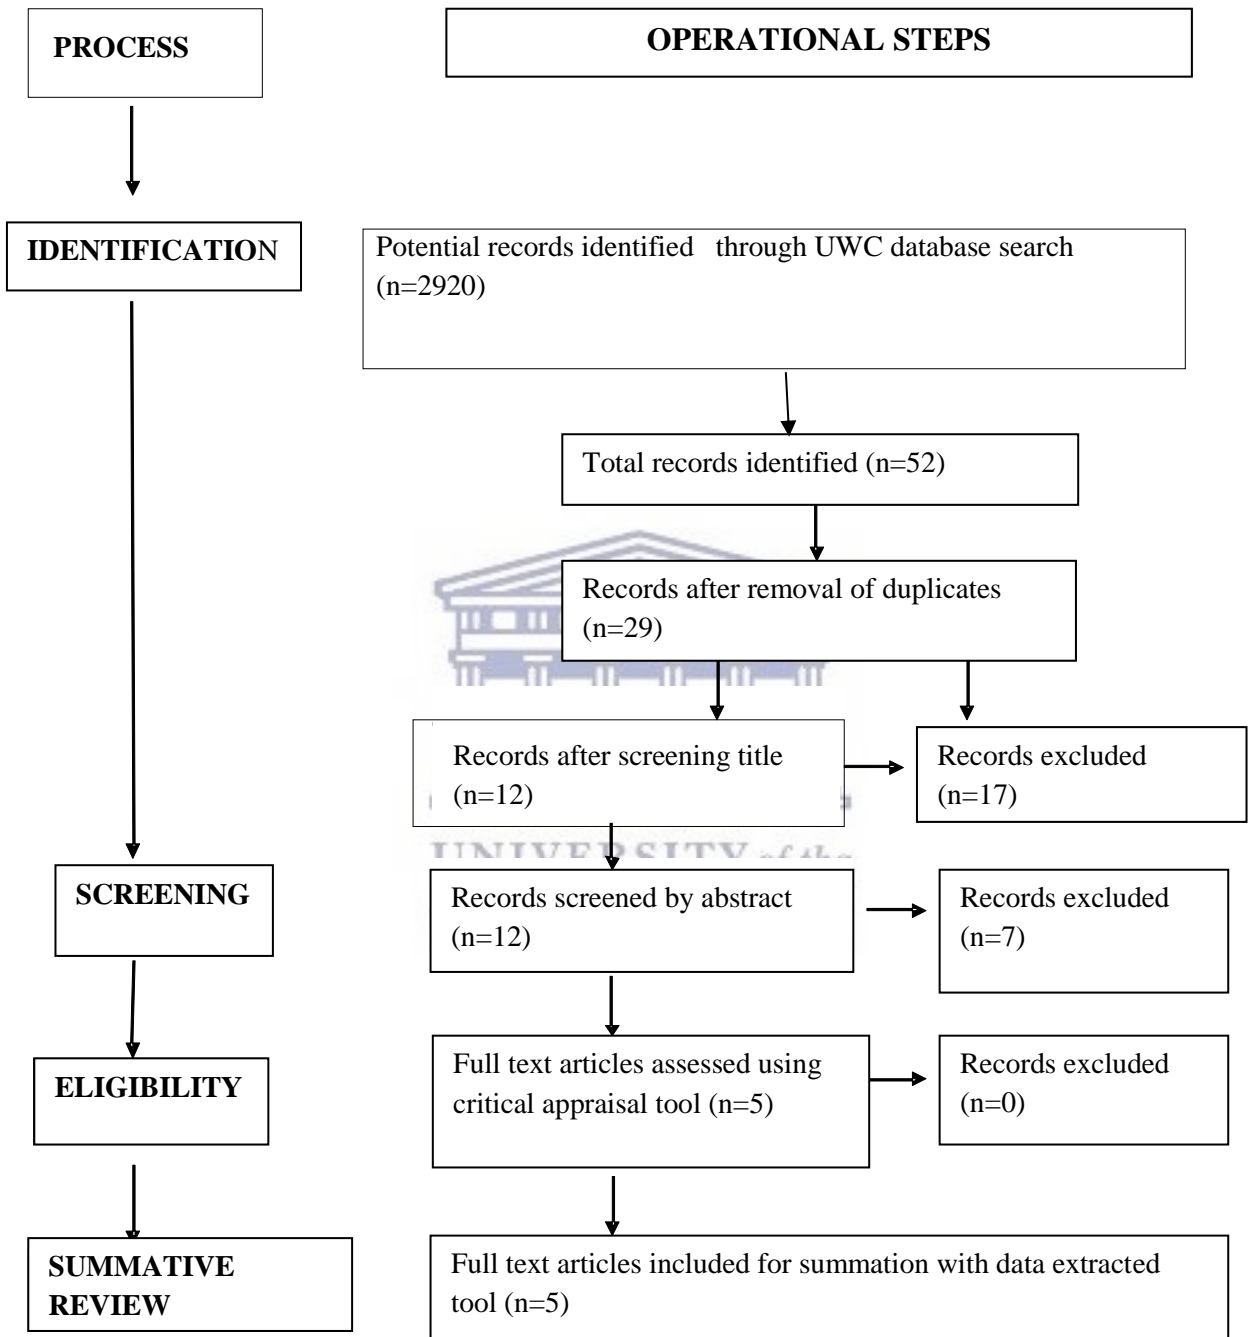 PROCESS
OPERATIONAL STEPS
IDENTIFICATION
Potential records identified through UWC database search
(n=2920)
Total records identified (n=52)
Records after removal of duplicates
(n=29)
Records after screening title
(n=12)
Records excluded
(n=17)
UNIVERSITY of the
SCREENING
Records screened by abstract
(n=12)
Records excluded
(n=7)
ELIGIBILITY
Full text articles assessed using
critical appraisal tool (n=5)
Records excluded
(n=0)
SUMMATIVE
REVIEW
Full text articles included for summation with data extracted
tool (n=5)